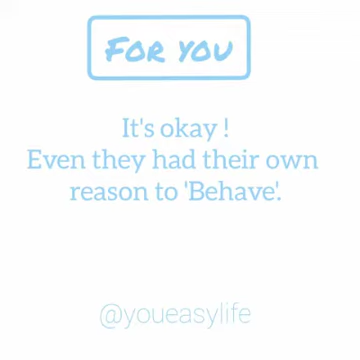 For you
It's okay !
Even they had their own
reason to 'Behave'.
@youeasylife